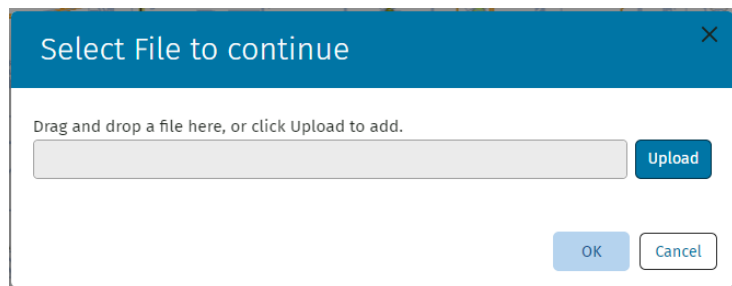 Select File to continue
Drag and drop a file here, or click Upload to add.
Upload
OK
Cancel